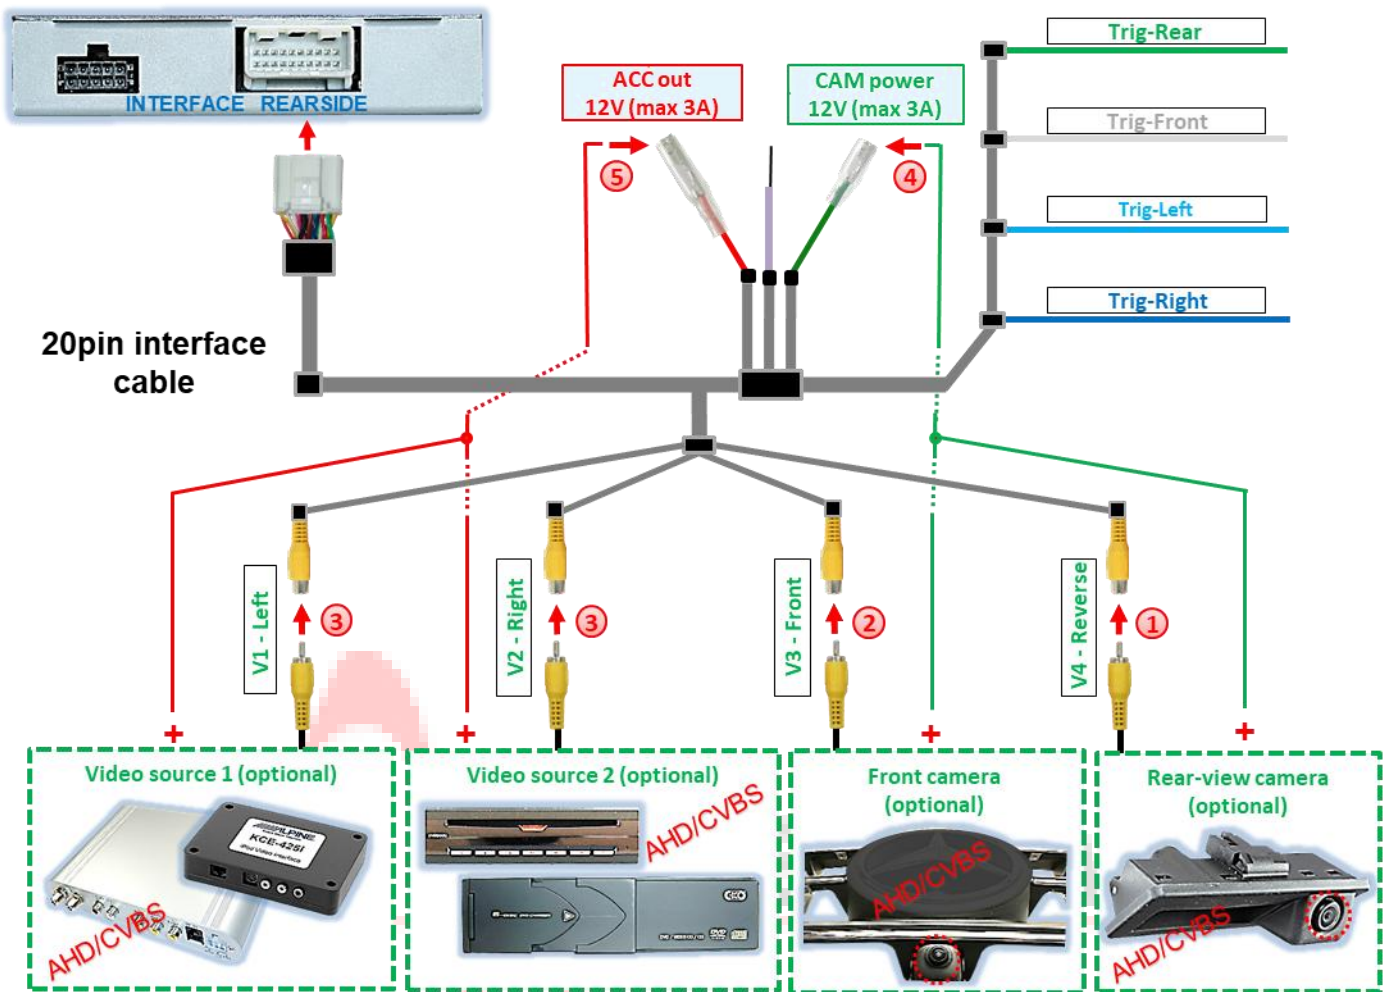 INTERFACE REARSIDE
ACC out
12V (max 3A)
CAM power
12V (max 3A)
Trig-Rear
Trig-Front
Trig-Left
Trig-Right
5
4
20pin interface
cable
V1 - Left
3
V2 - Right
3
V3 - Front
2
V4 - Reverse
1
+
+
+
+
Video source 1 (optional)
ALPINE
KCE-425i
iPod Video Interface
AHD/CVBS
Video source 2 (optional)
AHD/CVBS
Front camera
(optional)
AHD/CVBS
Rear-view camera
(optional)
AHD/CVBS